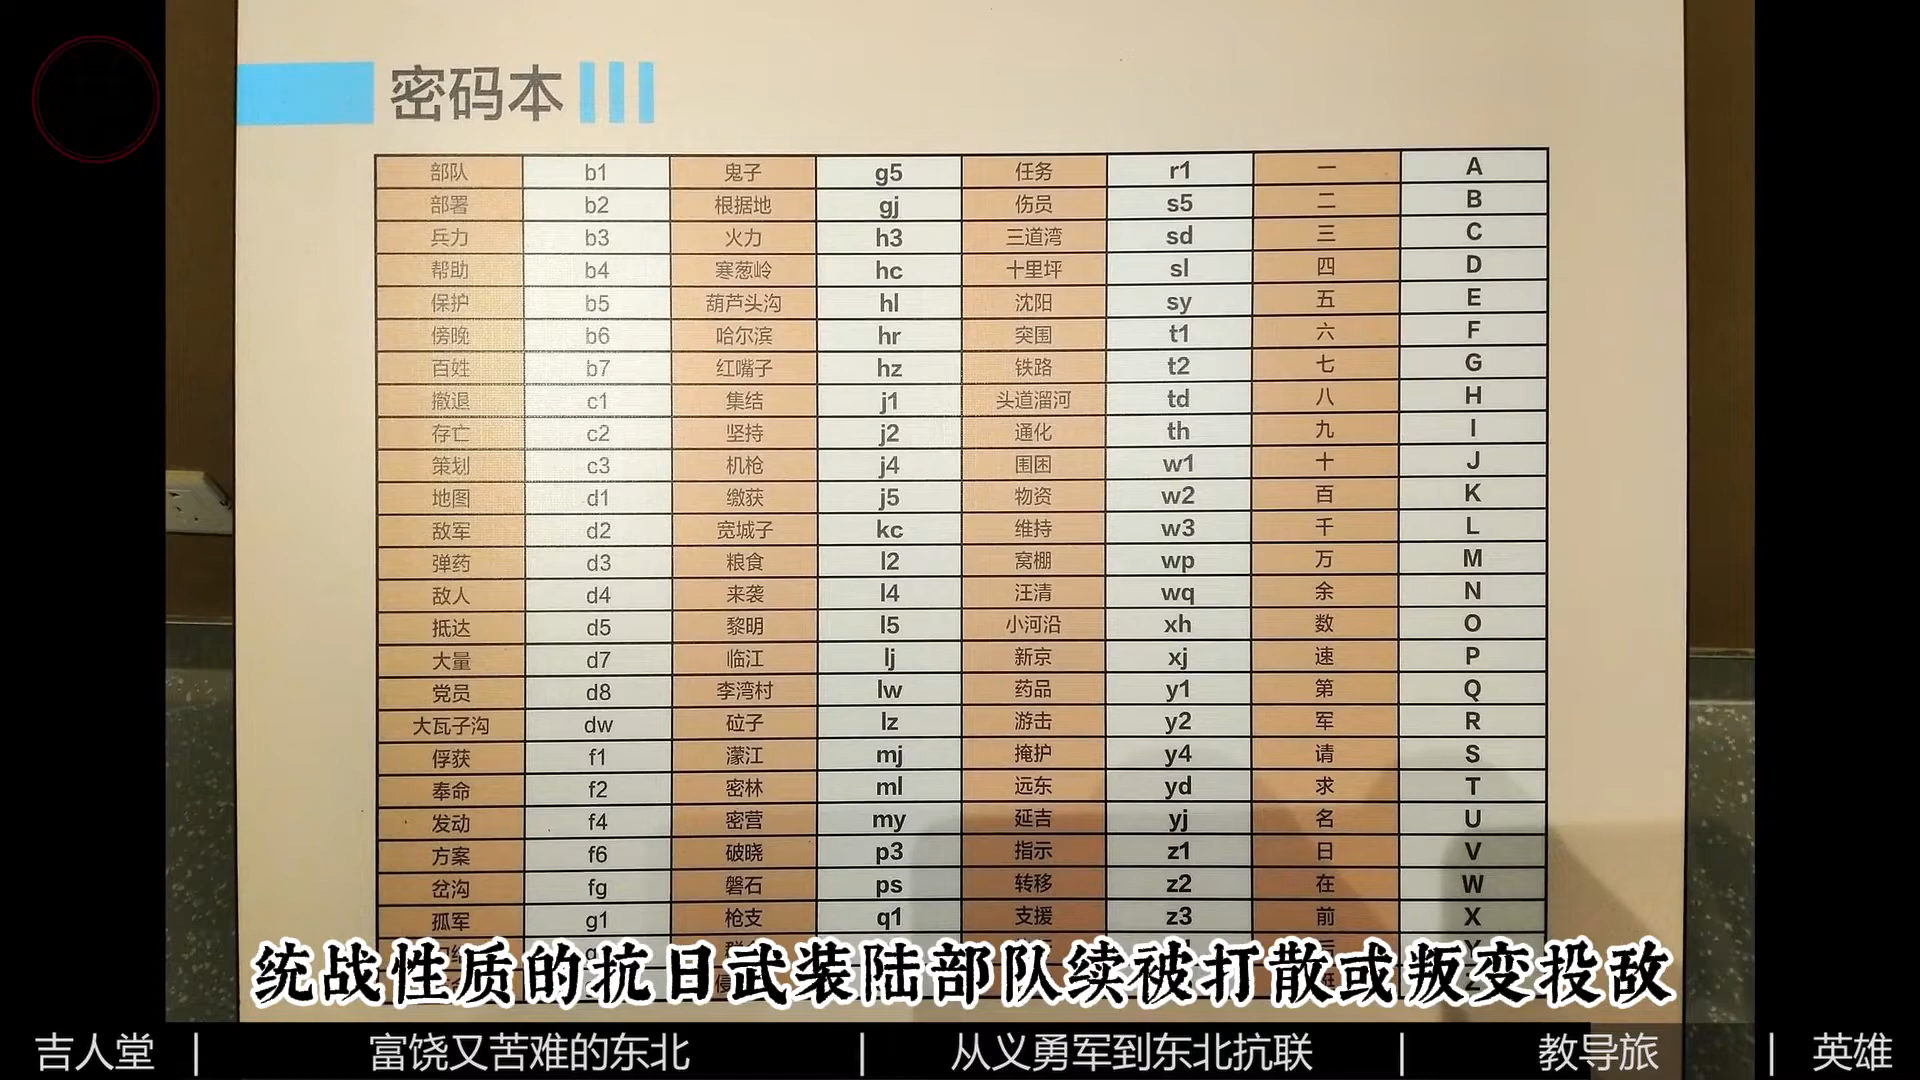 密码本
部队 b1 鬼子 g5 任务 r1 一 A
部署 b2 根据地 gj 伤员 s5 二 B
兵力 b3 火力 h3 三道湾 sd 三 C
帮助 b4 寒葱岭 hc 十里坪 sl 四 D
保护 b5 葫芦头沟 hl 沈阳 sy 五 E
傍晚 b6 哈尔滨 hr 突围 t1 六 F
百姓 b7 红嘴子 hz 铁路 t2 七 G
撤退 c1 集结 j1 头道溜河 td 八 H
存亡 c2 坚持 j2 通化 th 九 I
策划 c3 机枪 j4 围困 w1 十 J
地图 d1 缴获 j5 物资 w2 百 K
敌军 d2 宽城子 kc 维持 w3 千 L
弹药 d3 粮食 l2 窝棚 wp 万 M
敌人 d4 来袭 l4 汪清 wq 余 N
抵达 d5 黎明 l5 小河沿 xh 数 O
大量 d7 临江 lj 新京 xj 速 P
党员 d8 李湾村 lw 药品 y1 第 Q
大瓦子沟 dw 砬子 lz 游击 y2 军 R
俘获 f1 濛江 mj 掩护 y4 请 S
奉命 f2 密林 ml 远东 yd 求 T
发动 f4 密营 my 延吉 yj 名 U
方案 f6 破晓 p3 指示 z1 日 V
岔沟 fg 磐石 ps 转移 z2 在 W
孤军 g1 枪支 q1 支援 z3 前 X
统战性质的抗日武装陆部队续被打散或叛变投敌
吉人堂 | 富饶又苦难的东北 | 从义勇军到东北抗联 | 教导旅 | 英雄